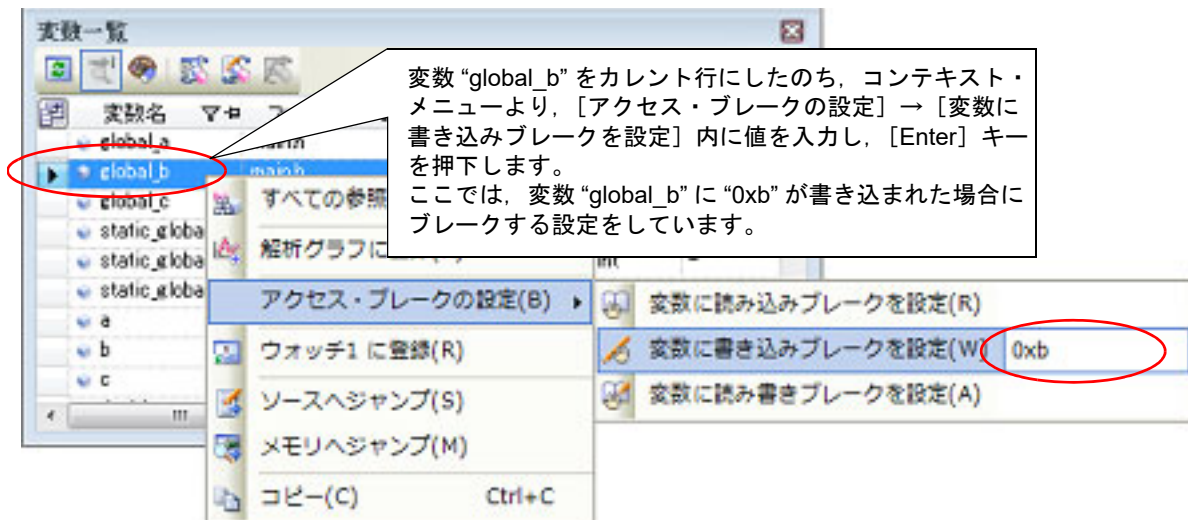 変数一覧
変数名
global_a
global_b
global_c
static_globa
static_globa
static_globa
a
b
c
変数 “global_b” をカレント行にしたのち，コンテキスト・
メニューより，［アクセス・ブレークの設定］→［変数に
書き込みブレークを設定］内に値を入力し，［Enter］キー
を押下します。
ここでは，変数 “global_b” に “0xb” が書き込まれた場合に
ブレークする設定をしています。
すべての参照
解析グラフに
int
アクセス・ブレークの設定(B)
ウォッチ1 に登録(R)
ソースへジャンプ(S)
メモリへジャンプ(M)
コピー(C) Ctrl+C
変数に読み込みブレークを設定(R)
変数に書き込みブレークを設定(W) 0xb
変数に読み書きブレークを設定(A)